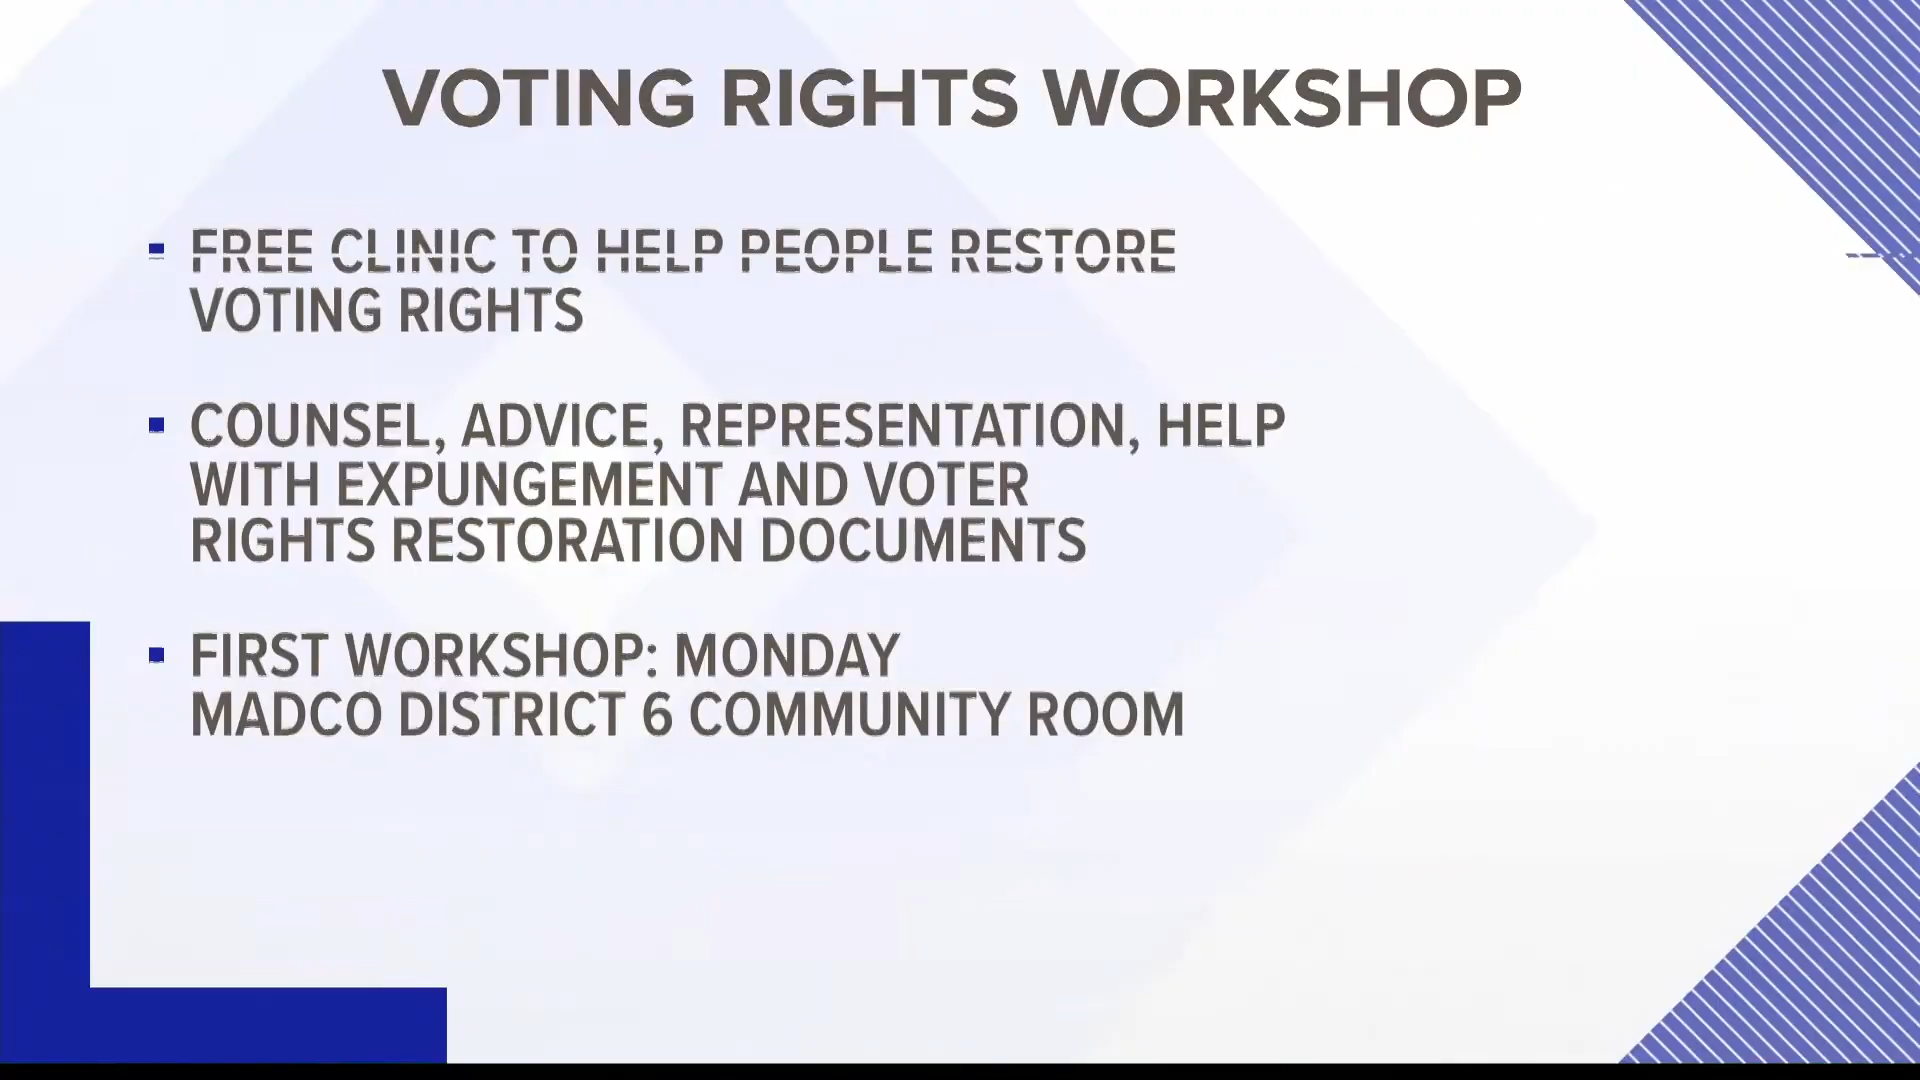 VOTING RIGHTS WORKSHOP
▪ FREE CLINIC TO HELP PEOPLE RESTORE
VOTING RIGHTS
▪ COUNSEL, ADVICE, REPRESENTATION, HELP
WITH EXPUNGEMENT AND VOTER
RIGHTS RESTORATION DOCUMENTS
▪ FIRST WORKSHOP: MONDAY
MADCO DISTRICT 6 COMMUNITY ROOM